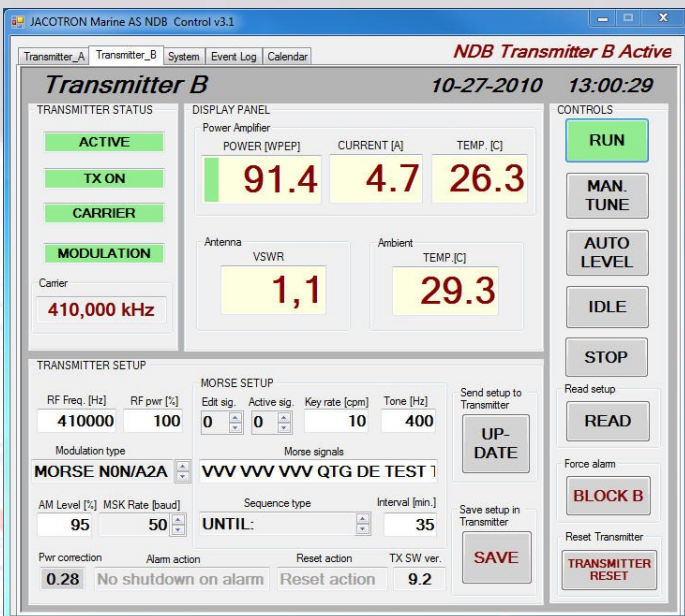 JACOTRON Marine AS NDB Control v3.1
Transmitter_A Transmitter_B System Event Log Calendar
NDB Transmitter B Active
Transmitter B 10-27-2010 13:00:29
TRANSMITTER STATUS
ACTIVE
TX ON
CARRIER
MODULATION
Carrier
410,000 kHz
DISPLAY PANEL
Power Amplifier
POWER [WPEP] CURRENT [A] TEMP. [C]
91.4 4.7 26.3
Antenna
VSWR
1,1
Ambient
TEMP.[C]
29.3
CONTROLS
RUN
MAN.
TUNE
AUTO
LEVEL
IDLE
STOP
Read setup
READ
Force alarm
BLOCK B
Reset Transmitter
TRANSMITTER
RESET
TRANSMITTER SETUP
RF Freq. [Hz] RF pwr [%]
410000 100
Modulation type
MORSE N0N/A2A
AM Level [%] MSK Rate [baud]
95 50
MORSE SETUP
Edit sig. Active sig. Key rate [cpm] Tone [Hz]
0 0 10 400
Morse signals
VVV VVV VVV QTG DE TEST
Sequence type Interval [min.]
UNTIL: 35
Send setup to
Transmitter
UP-
DATE
Save setup in
Transmitter
SAVE
Pwr correction Alarm action Reset action TX SW ver.
0.28 No shutdown on alarm Reset action 9.2